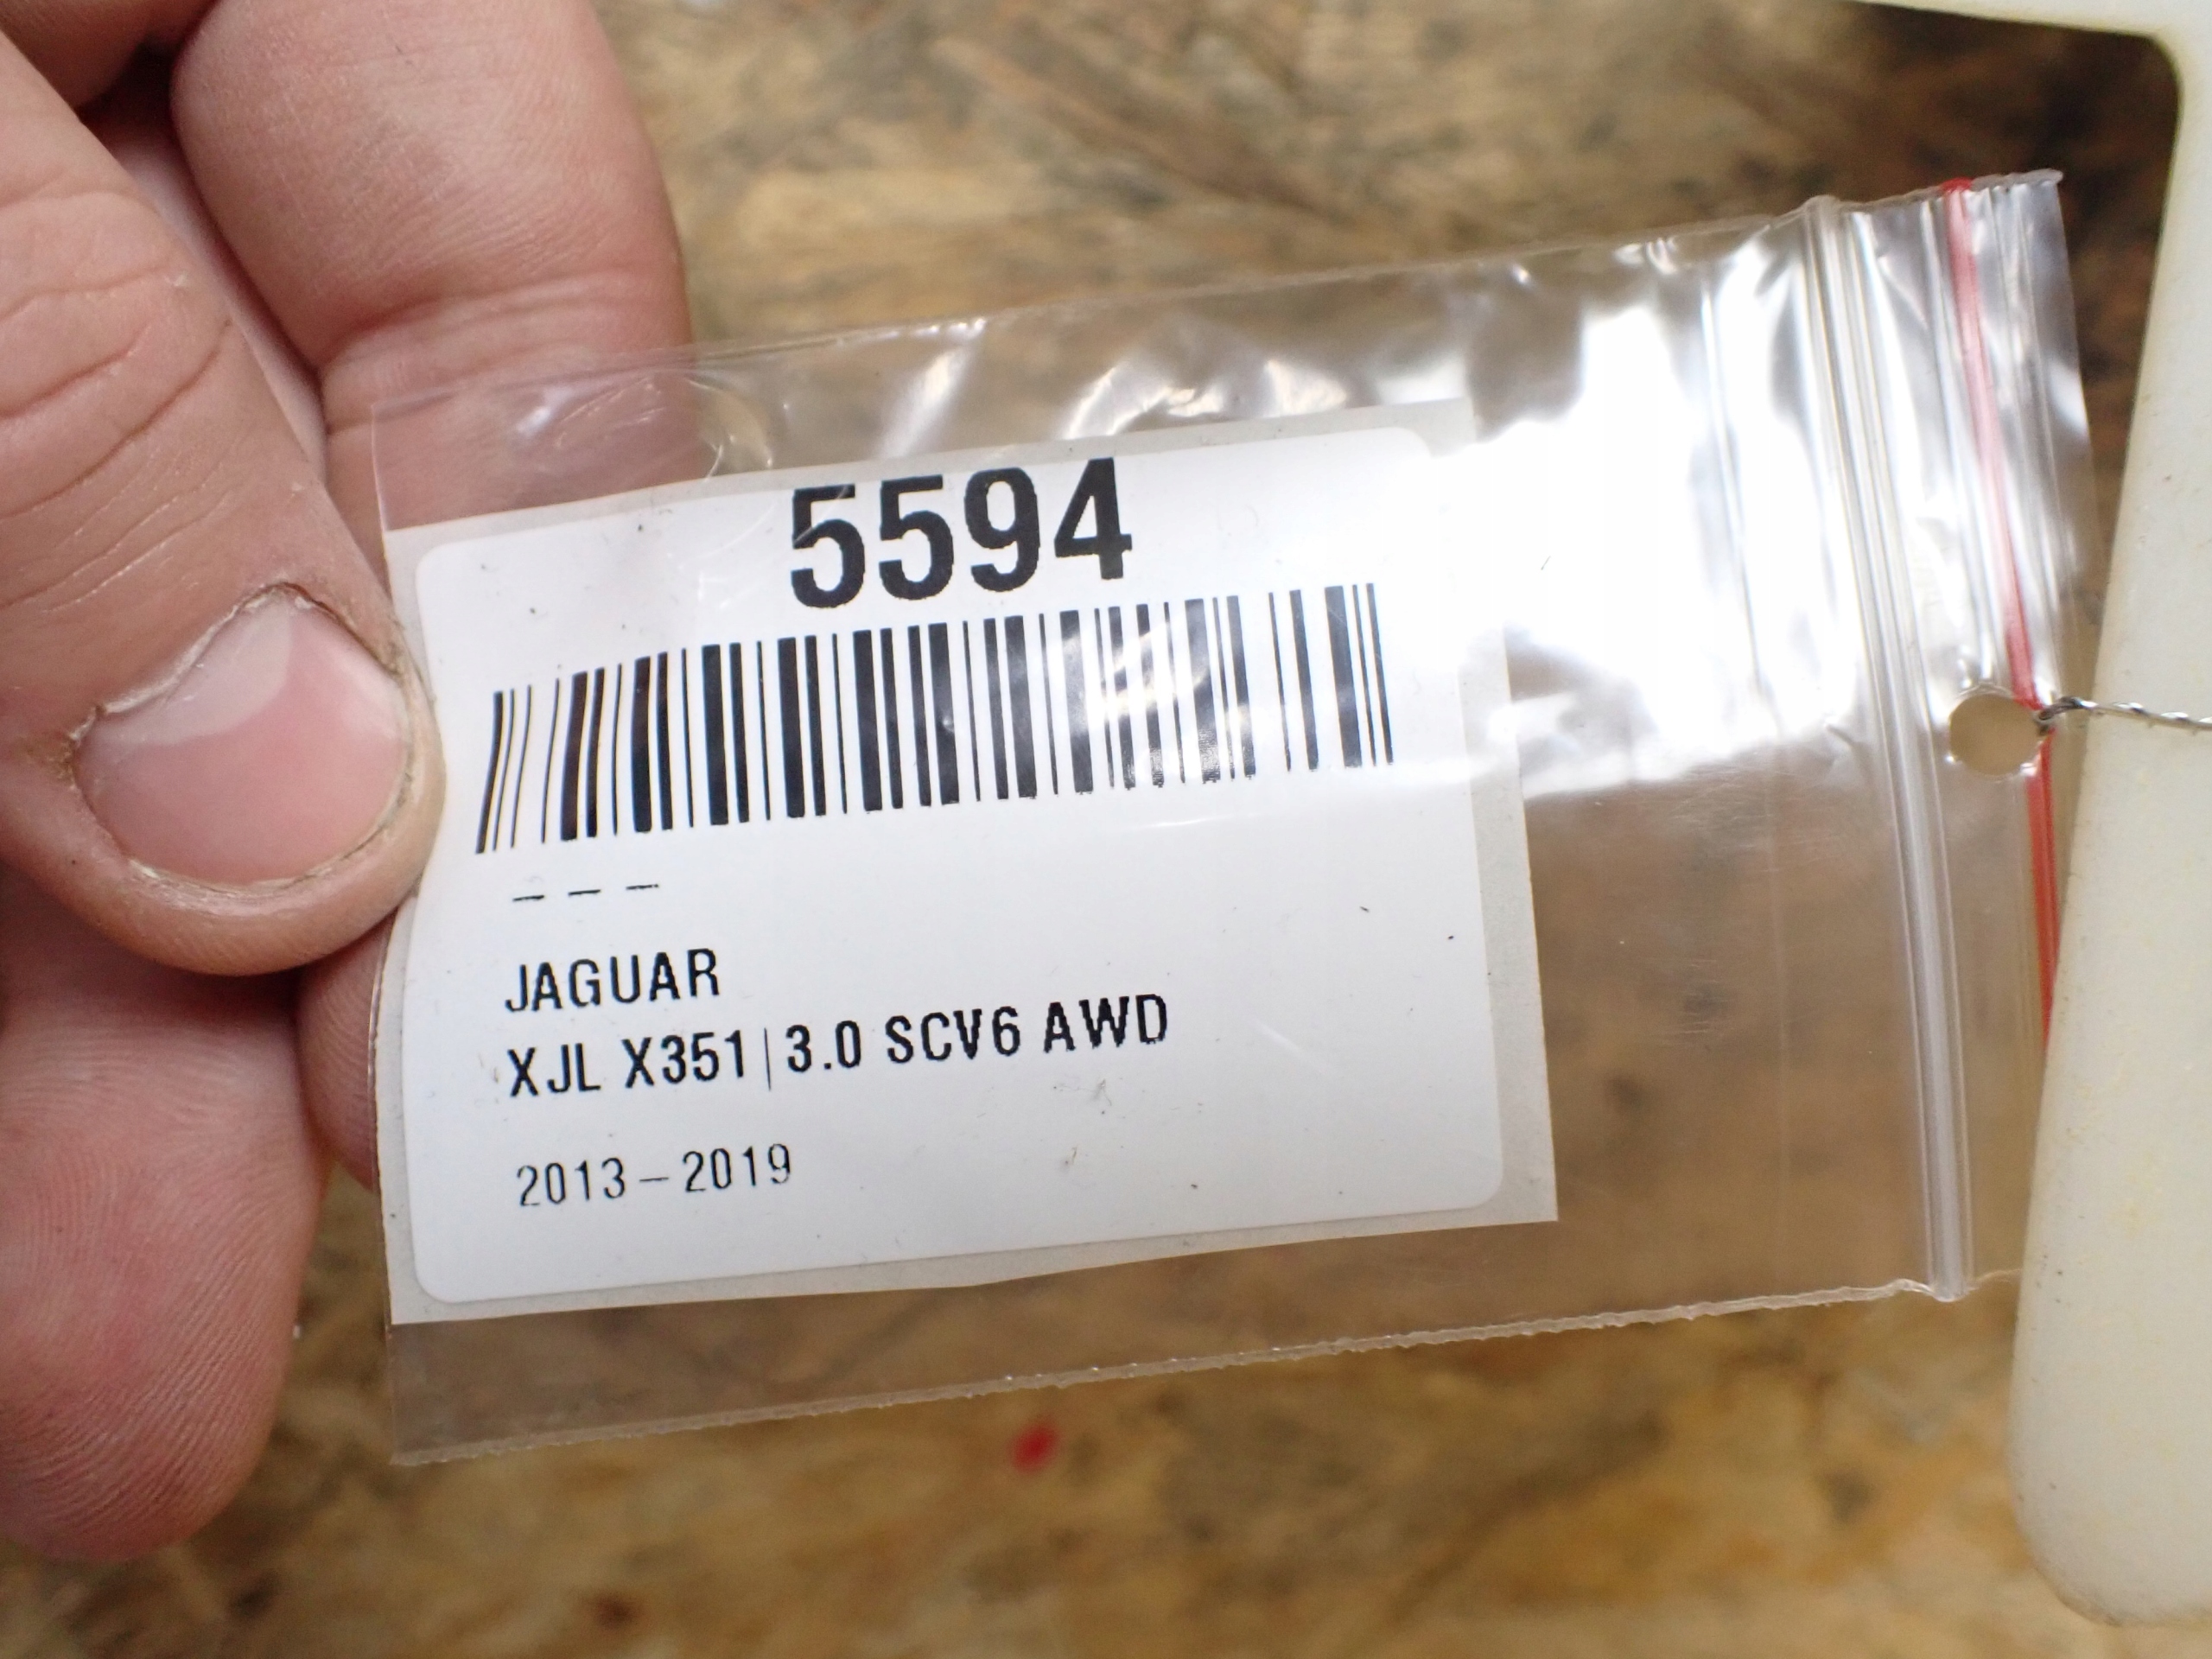 5594
– – –
JAGUAR
XJL X351|3.0 SCV6 AWD
2013–2019